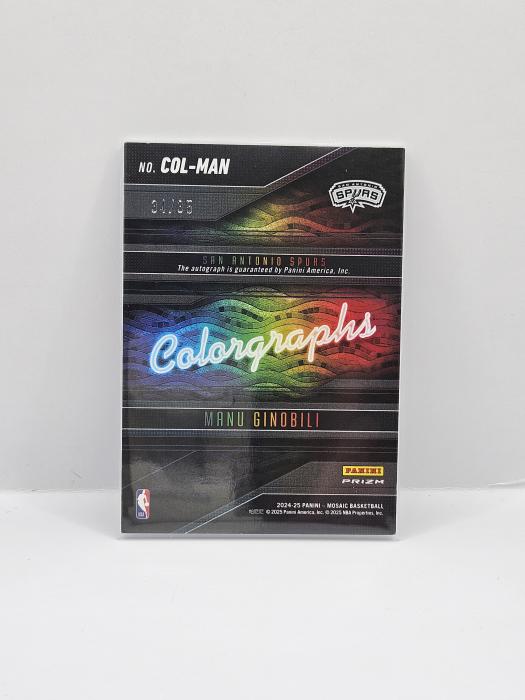 NO. COL-MAN
SAN ANTONIO
SPURS
SAN ANTONIO SPURS
The autograph is guaranteed by Panini America, Inc.
Colorgraphs
MANU GINOBILI
PANINI
PRIZM
NBA
2024-25 PANINI – MOSAIC BASKETBALL
© 2025 Panini America, Inc. © 2025 NBA Properties, Inc.